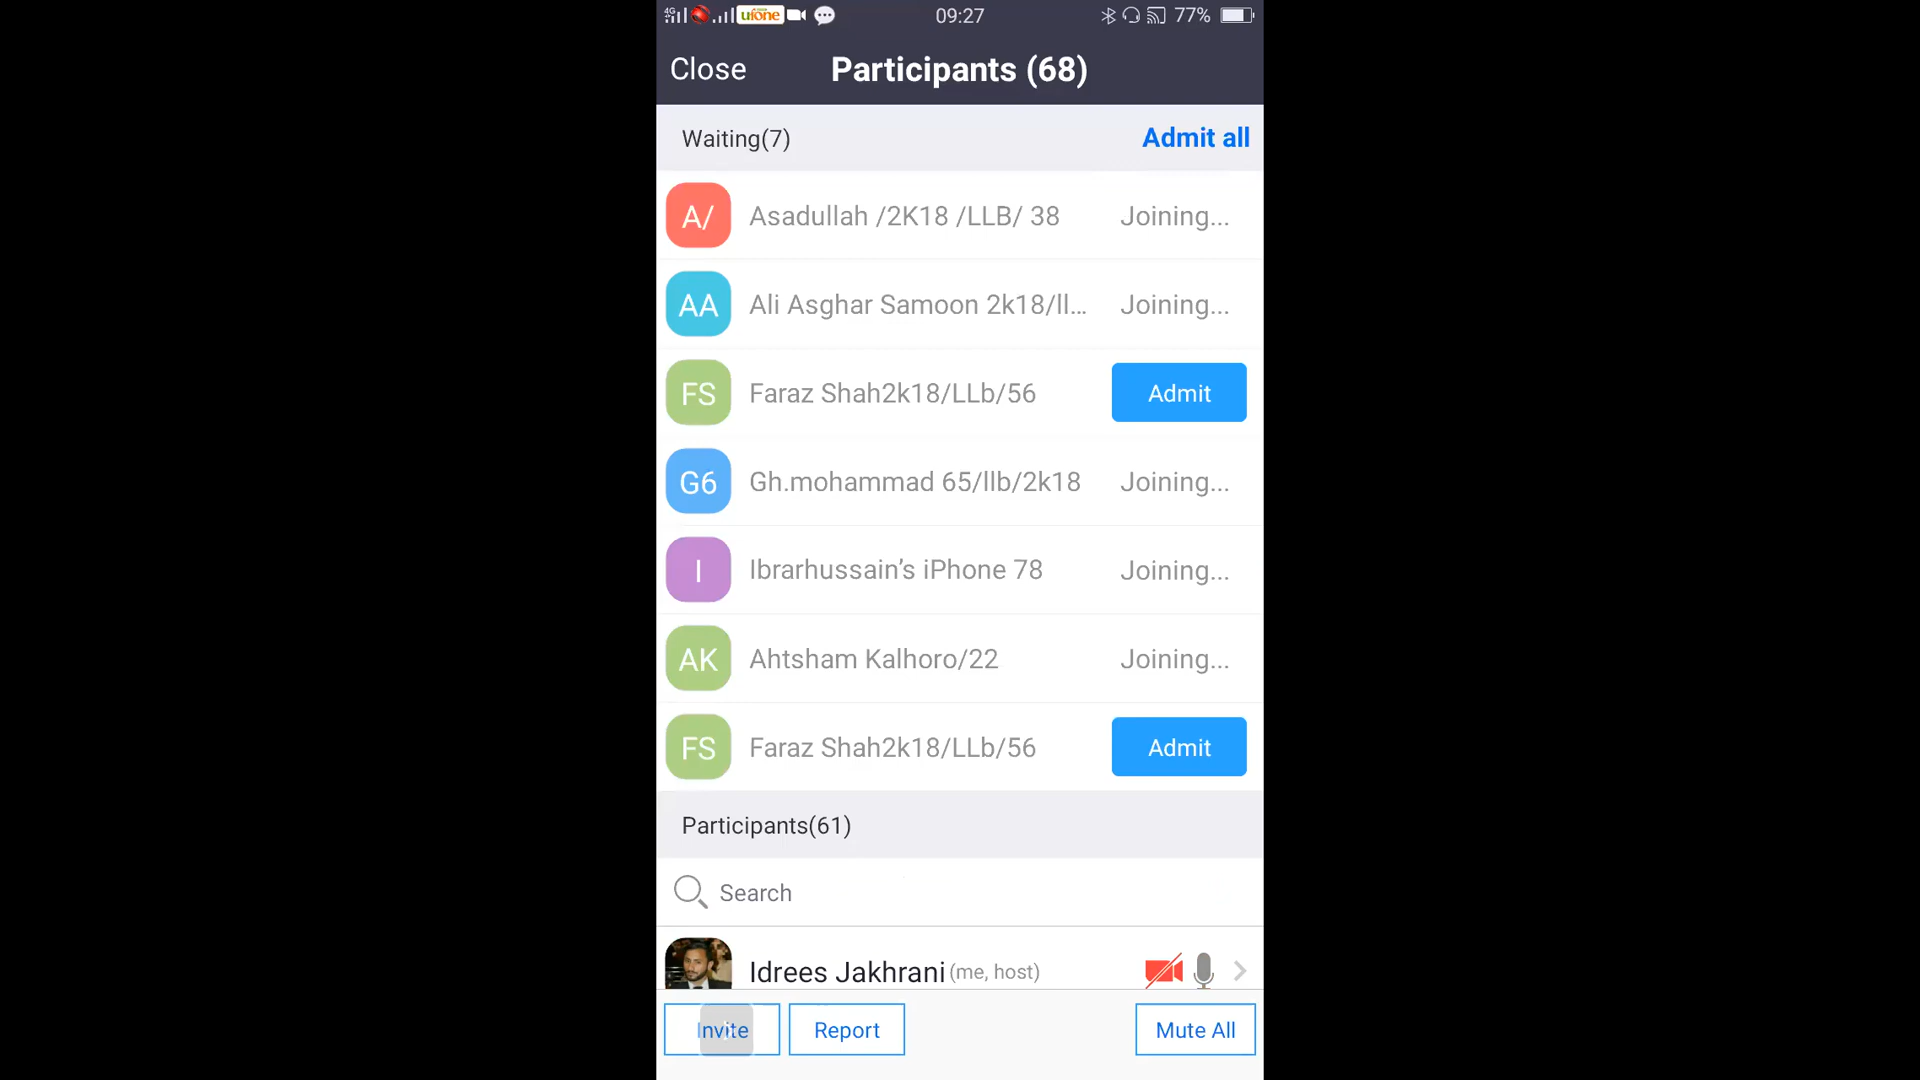 4G ufone 09:27 77%
Close Participants (68)
Waiting(7) Admit all
A/ Asadullah /2K18 /LLB/ 38 Joining...
AA Ali Asghar Samoon 2k18/ll... Joining...
FS Faraz Shah2k18/LLb/56 Admit
G6 Gh.mohammad 65/llb/2k18 Joining...
I Ibrarhussain’s iPhone 78 Joining...
AK Ahtsham Kalhoro/22 Joining...
FS Faraz Shah2k18/LLb/56 Admit
Participants(61)
Search
Idrees Jakhrani (me, host)
Invite Report Mute All